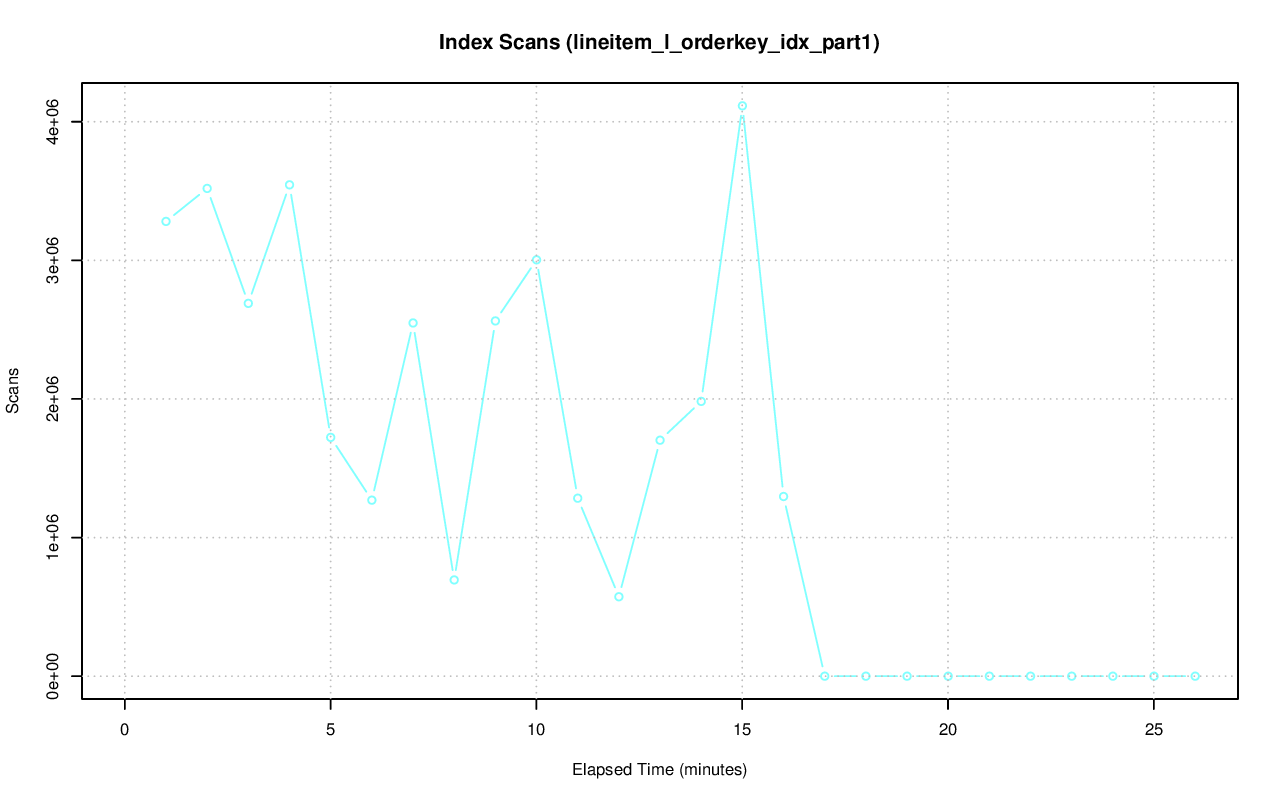 Index Scans (lineitem_l_orderkey_idx_part1)
4e+06
3e+06
2e+06
1e+06
0e+00
Scans
0 5 10 15 20 25
Elapsed Time (minutes)